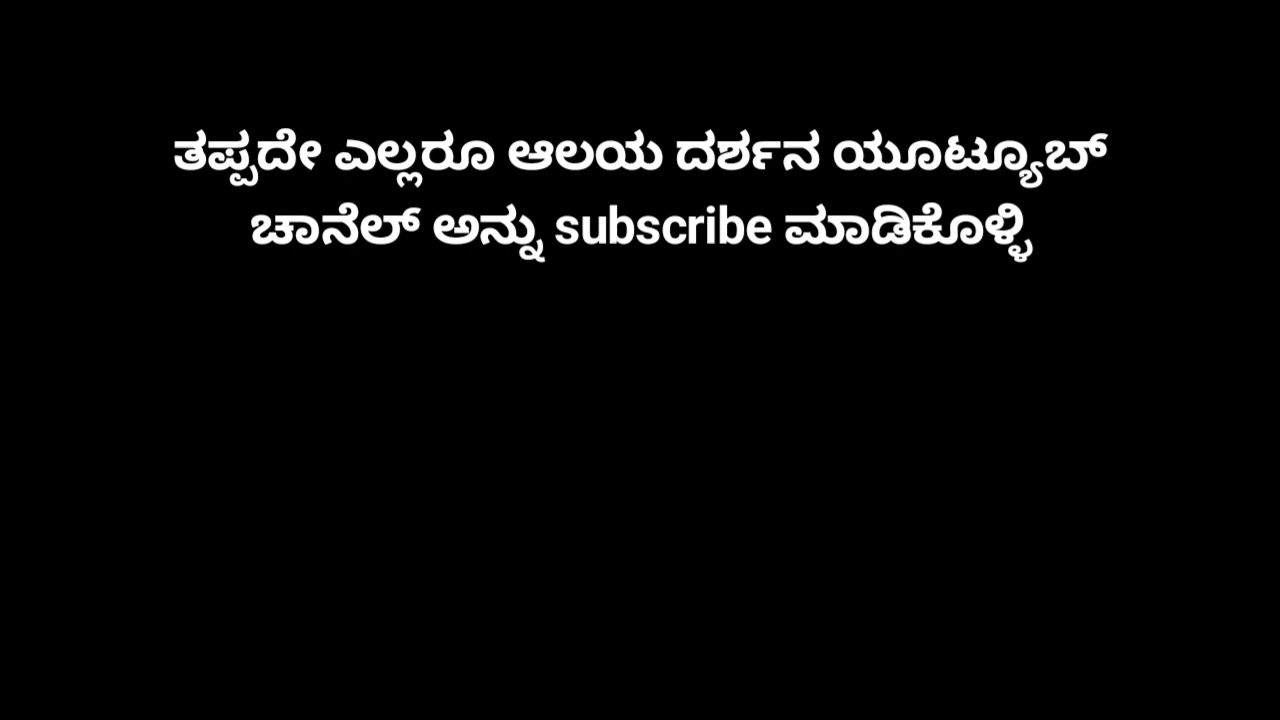 ತಪ್ಪದೇ ಎಲ್ಲರೂ ಆಲಯ ದರ್ಶನ ಯೂಟ್ಯೂಬ್
ಚಾನೆಲ್ ಅನ್ನು subscribe ಮಾಡಿಕೊಳ್ಳಿ